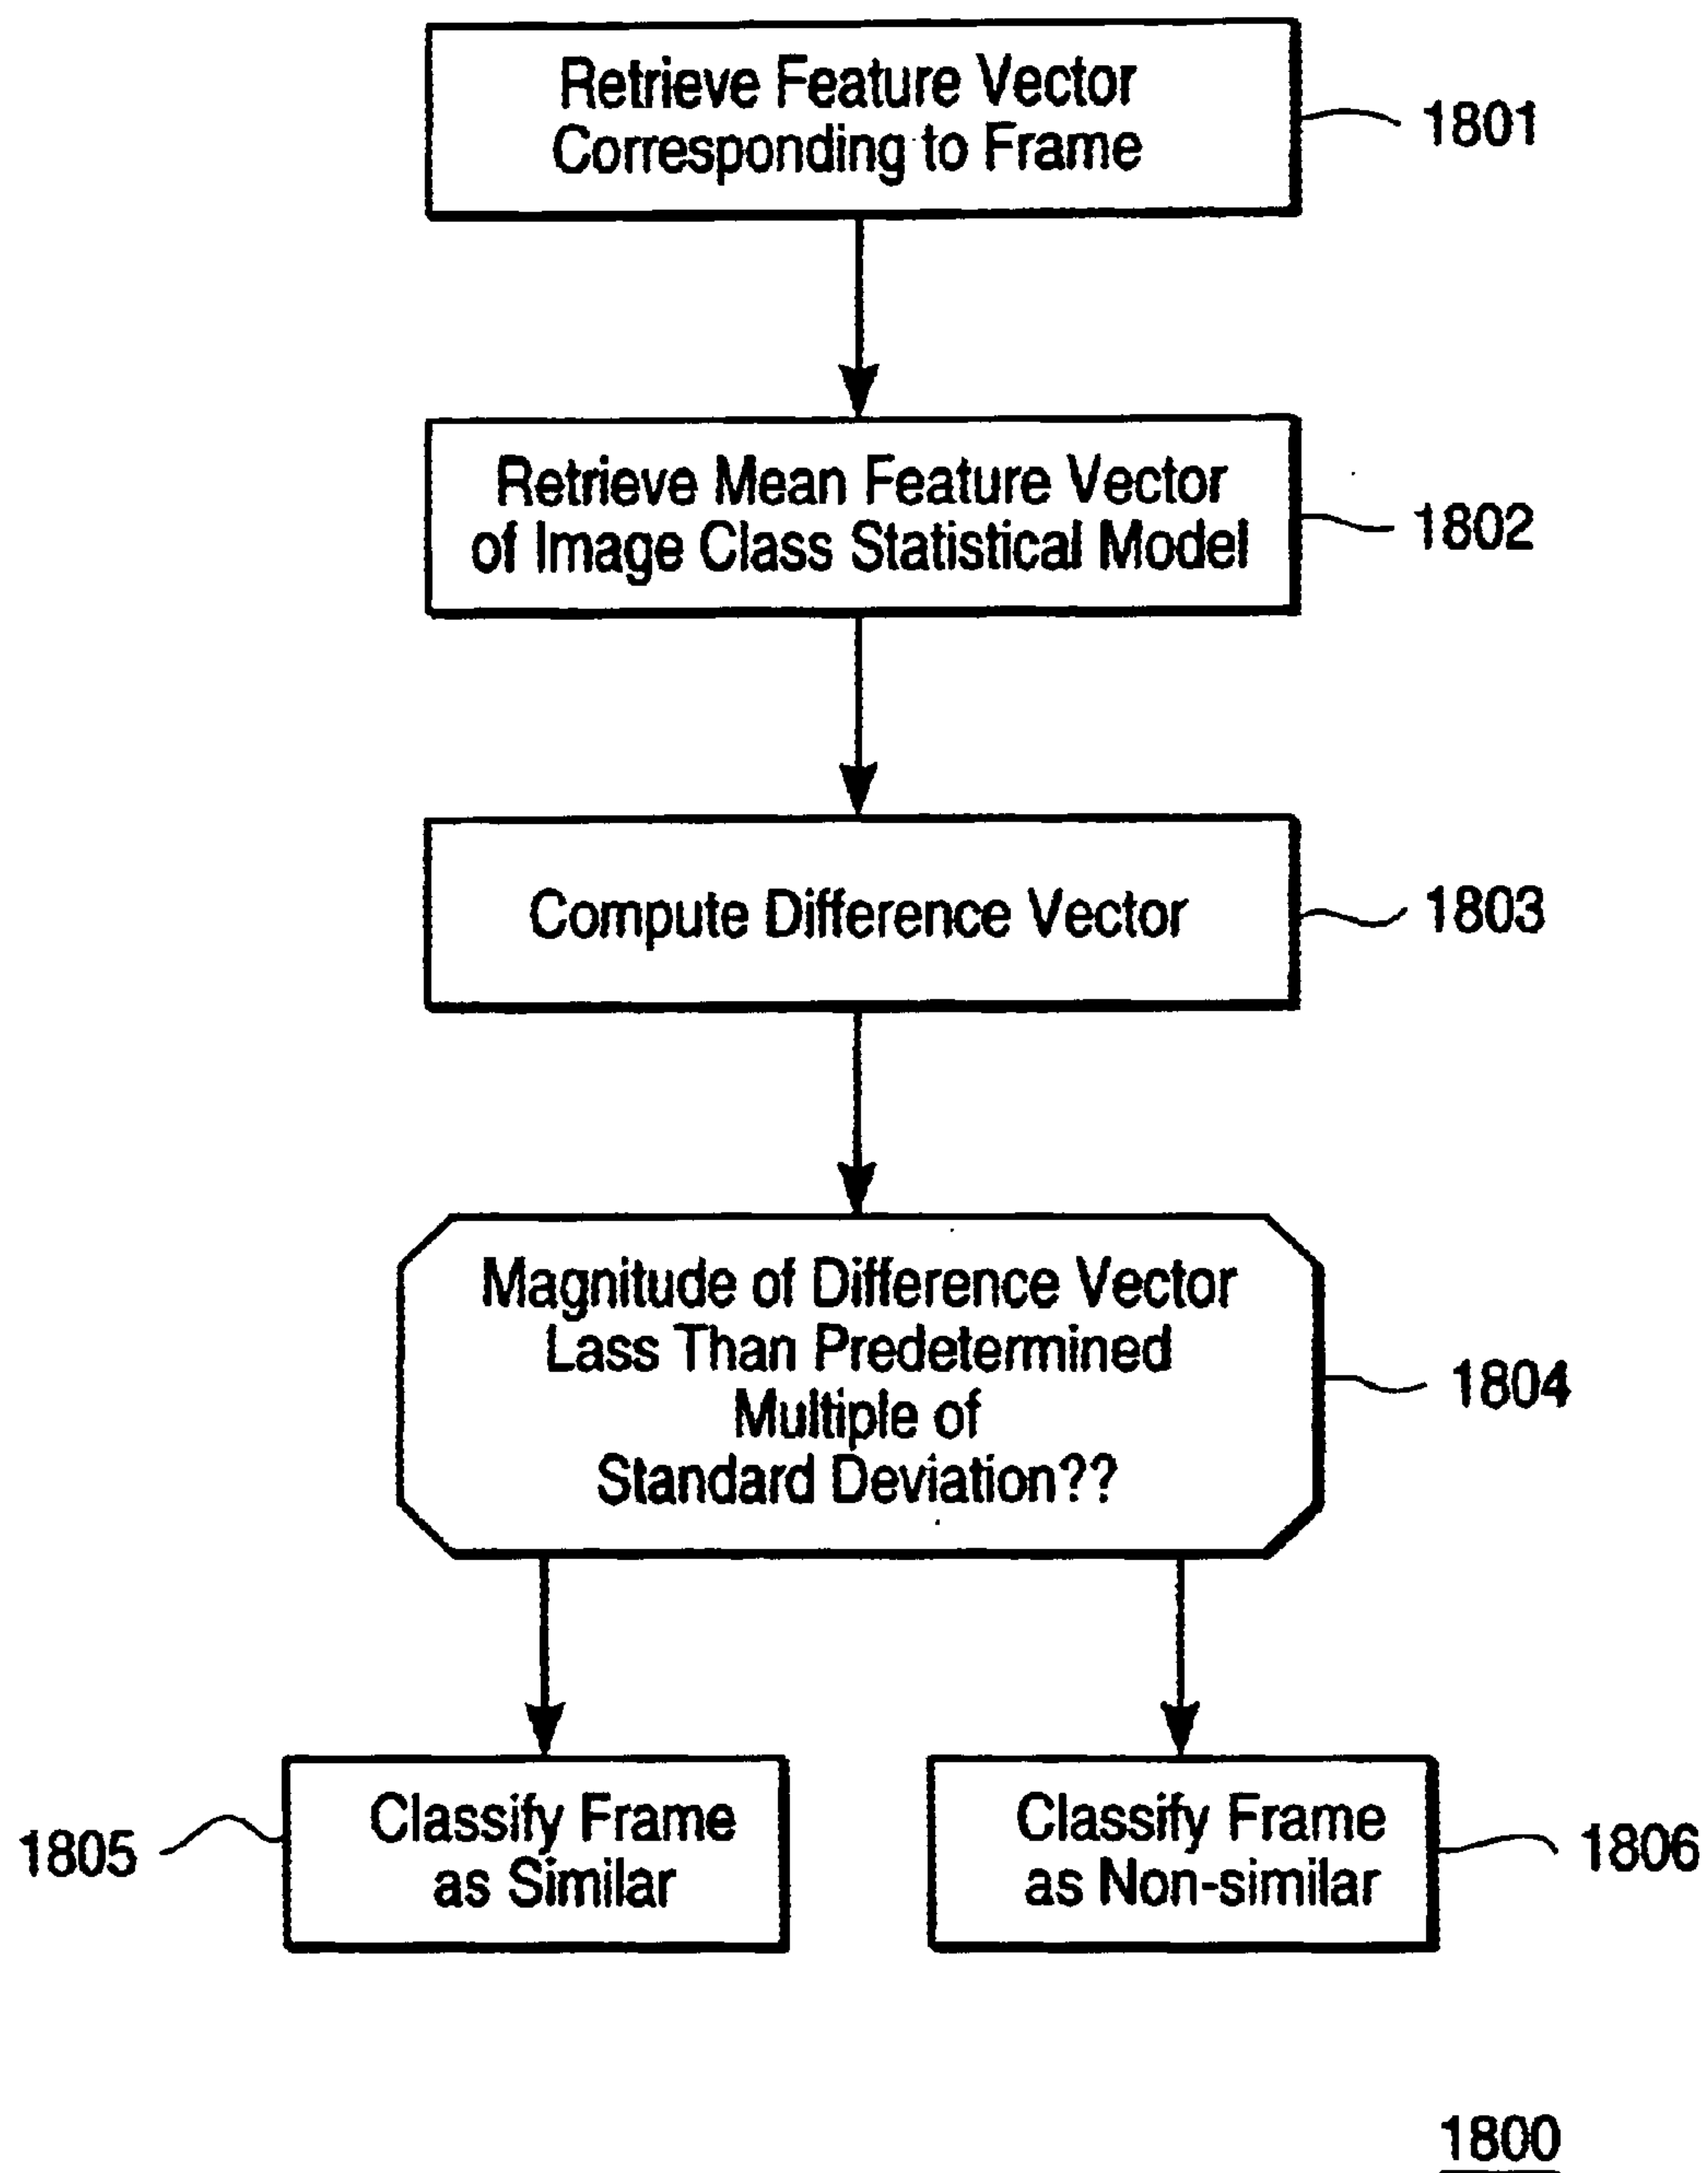 Retrieve Feature Vector
Corresponding to Frame
1801
Retrieve Mean Feature Vector
of Image Class Statistical Model
1802
Compute Difference Vector
1803
Magnitude of Difference Vector
Lass Than Predetermined
Multiple of
Standard Deviation??
1804
Classify Frame
as Similar
1805
Classify Frame
as Non-similar
1806
1800